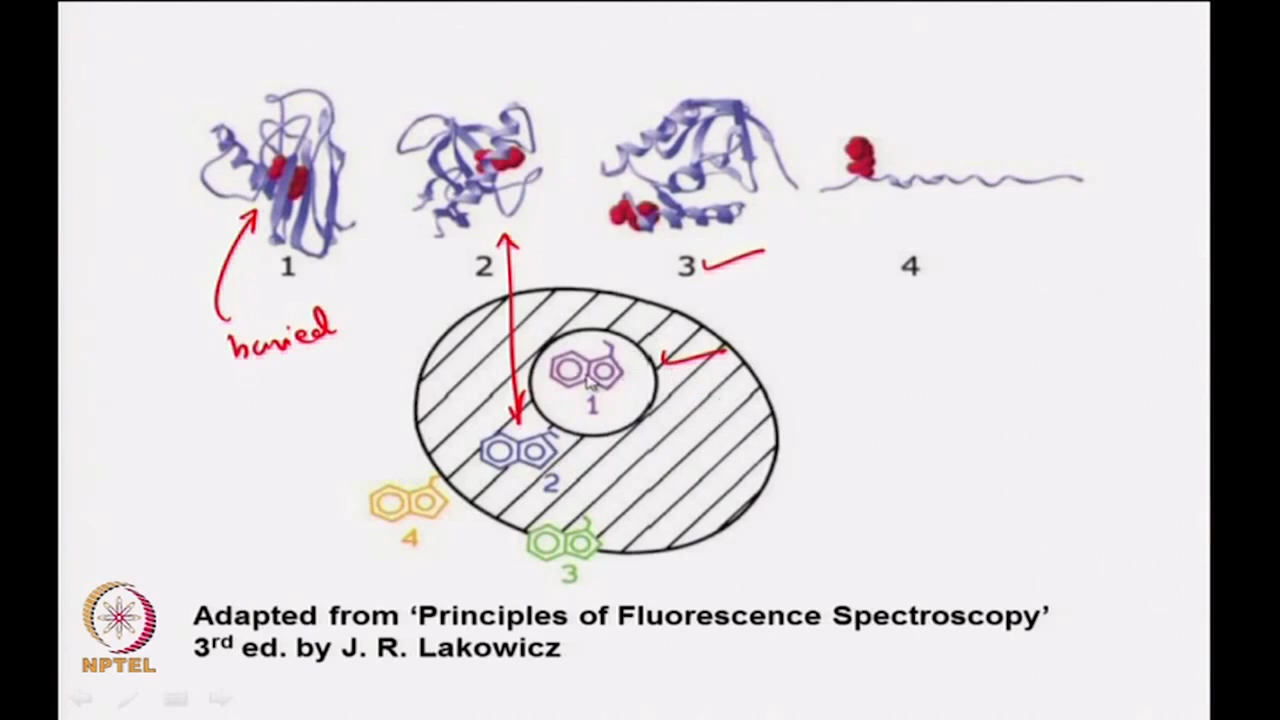 1 2 3 4
buried
1
2
4
3
Adapted from ‘Principles of Fluorescence Spectroscopy’
3rd ed. by J. R. Lakowicz
NPTEL